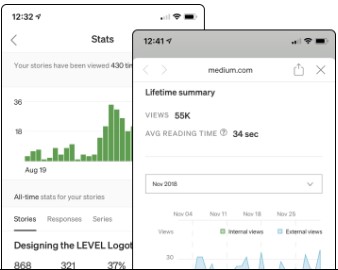 12:32
Stats
Your stories have been viewed 430 tim
36
18
Aug 19
All-time stats for your stories
Stories Responses Series
Designing the LEVEL Logot
868 321 37%
12:41
medium.com
Lifetime summary
VIEWS 55K
AVG READING TIME ? 34 sec
Nov 2018
Nov 04 Nov 11 Nov 18 Nov 25
Views Internal views External views
30